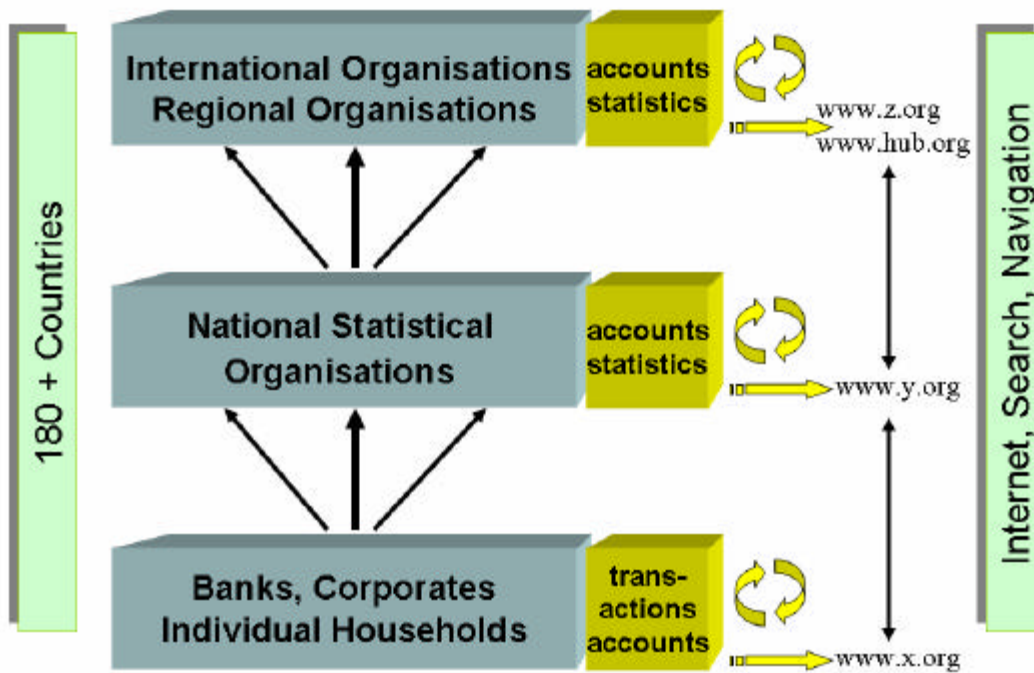 180 + Countries
International Organisations
Regional Organisations
accounts
statistics
www.z.org
www.hub.org
National Statistical
Organisations
accounts
statistics
www.y.org
Banks, Corporates
Individual Households
trans-
actions
accounts
www.x.org
Internet, Search, Navigation